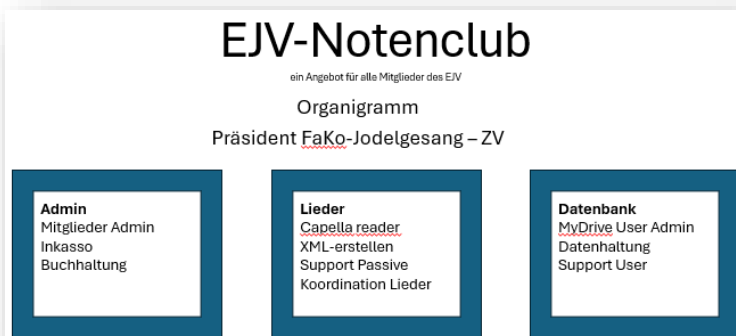 EJV-Notenclub
ein Angebot für alle Mitglieder des EJV
Organigramm
Präsident FaKo-Jodelgesang – ZV
Admin
Mitglieder Admin
Inkasso
Buchhaltung
Lieder
Capella reader
XML-erstellen
Support Passive
Koordination Lieder
Datenbank
MyDrive User Admin
Datenhaltung
Support User